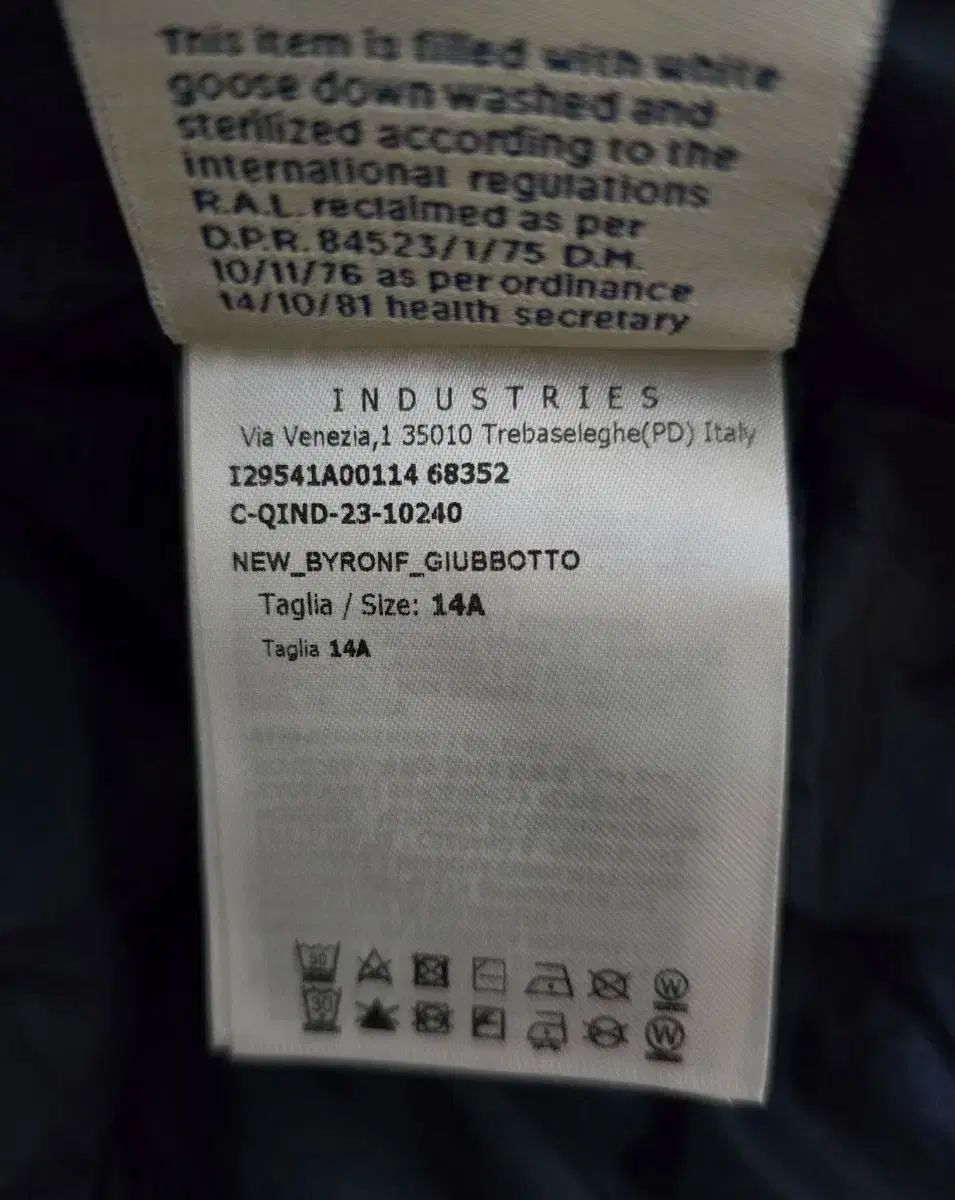 This item is filled with white
goose down washed and
sterilized according to the
international regulations
R.A.L. reclaimed as per
D.P.R. 84523/1/75 D.M.
10/11/76 as per ordinance
14/10/81 health secretary
INDUSTRIES
Via Venezia,1 35010 Trebaseleghe(PD) Italy
I29541A00114 68352
C-QIND-23-10240
NEW_BYRONF_GIUBBOTTO
Taglia / Size: 14A
Taglia 14A
30 W
30 W